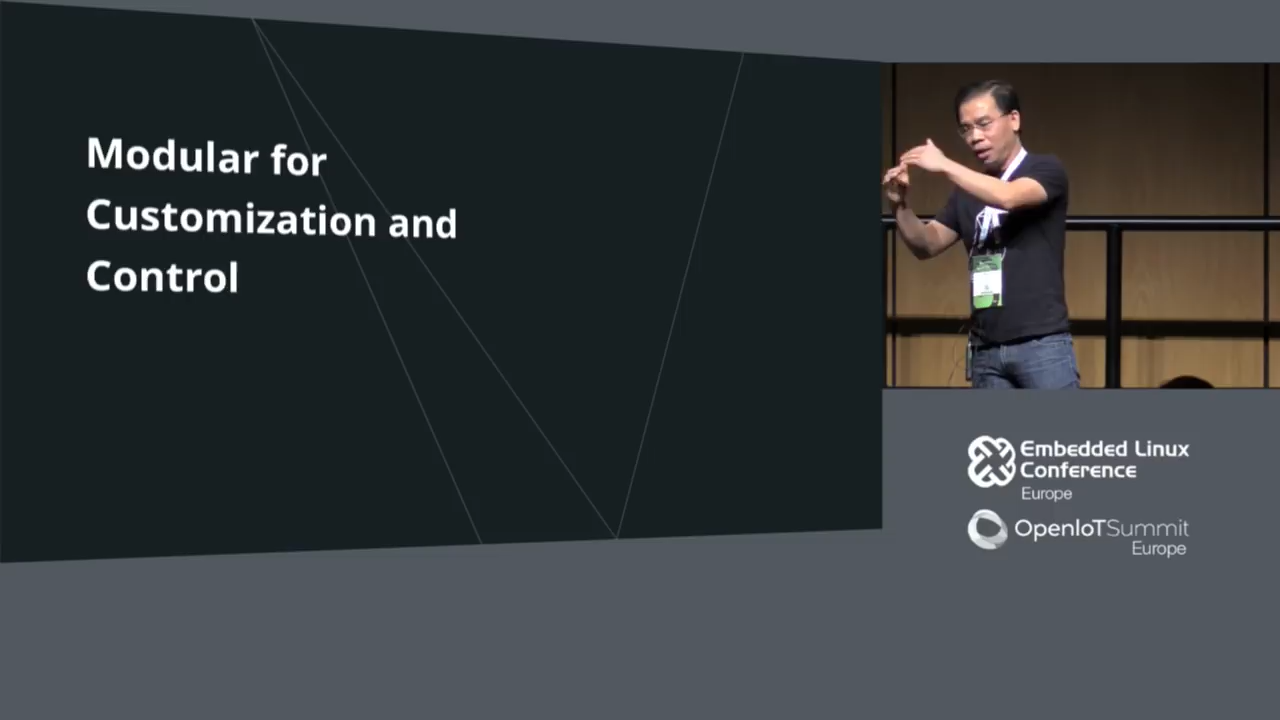 Modular for
Customization and
Control
Embedded Linux
Conference
Europe
OpenIoTSummit
Europe